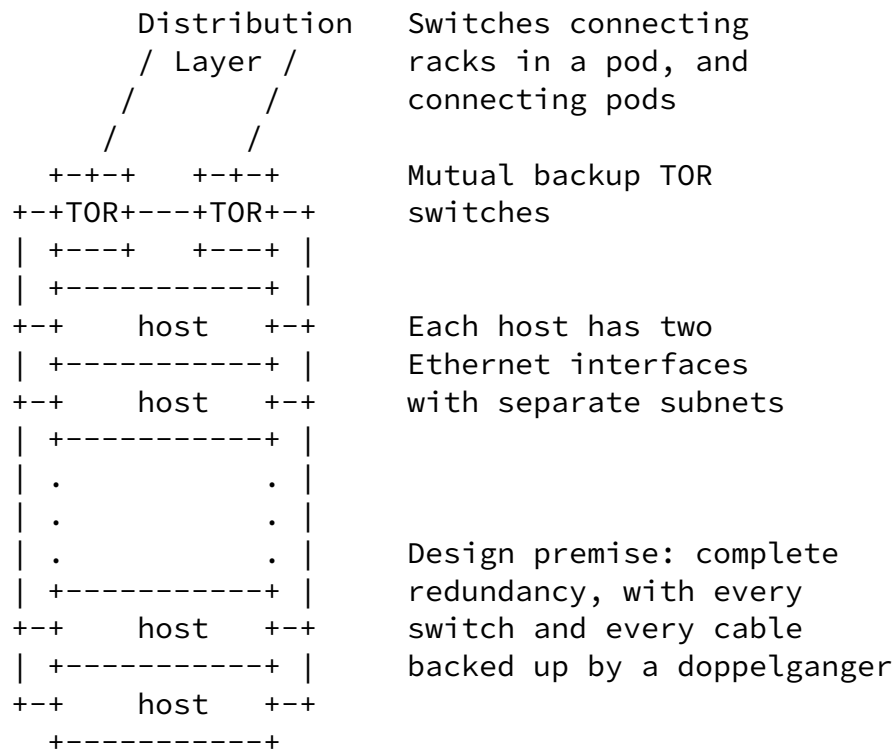 Distribution Switches connecting
Layer racks in a pod, and
connecting pods
Mutual backup TOR
TOR TOR switches
host Each host has two
Ethernet interfaces
host with separate subnets
Design premise: complete
redundancy, with every
host switch and every cable
backed up by a doppelganger
host